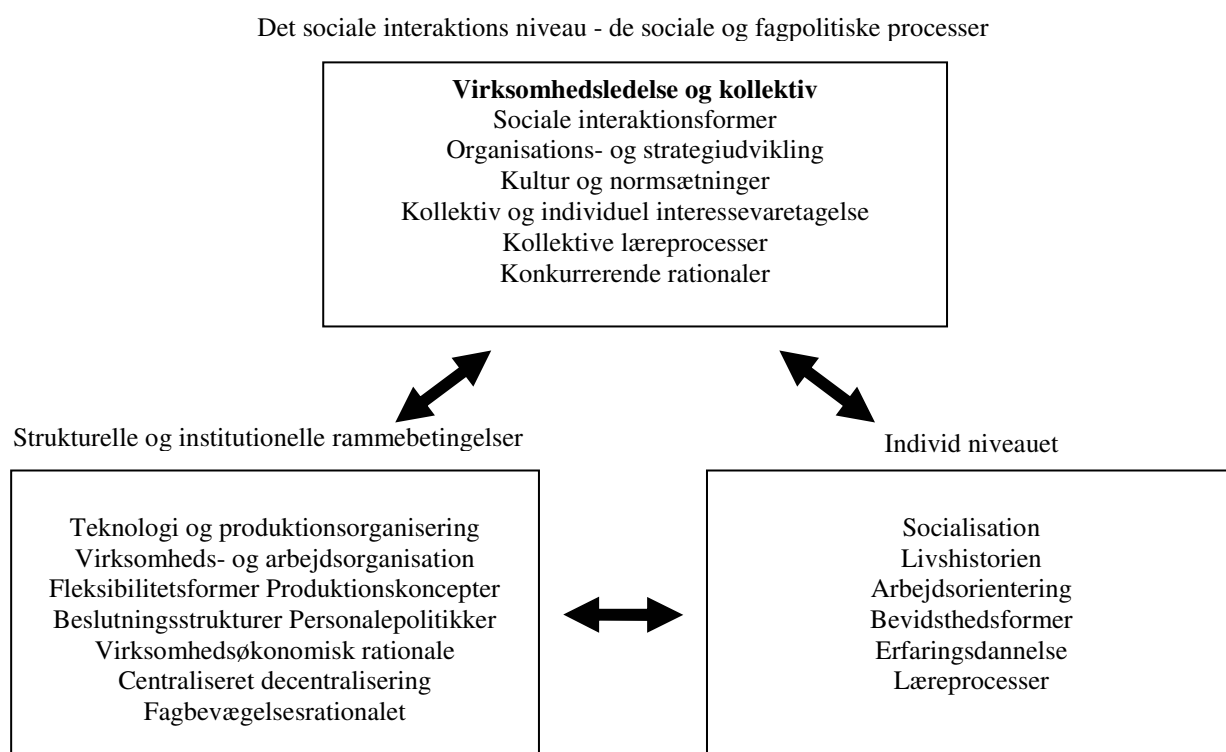 Det sociale interaktions niveau - de sociale og fagpolitiske processer
Virksomhedsledelse og kollektiv
Sociale interaktionsformer
Organisations- og strategiudvikling
Kultur og normsætninger
Kollektiv og individuel interessevaretagelse
Kollektive læreprocesser
Konkurrerende rationaler
Strukturelle og institutionelle rammebetingelser
Teknologi og produktionsorganisering
Virksomheds- og arbejdsorganisation
Fleksibilitetsformer Produktionskoncepter
Beslutningsstrukturer Personalepolitikker
Virksomhedsøkonomisk rationale
Centraliseret decentralisering
Fagbevægelsesrationalet
Individ niveauet
Socialisation
Livshistorien
Arbejdsorientering
Bevidsthedsformer
Erfaringsdannelse
Læreprocesser